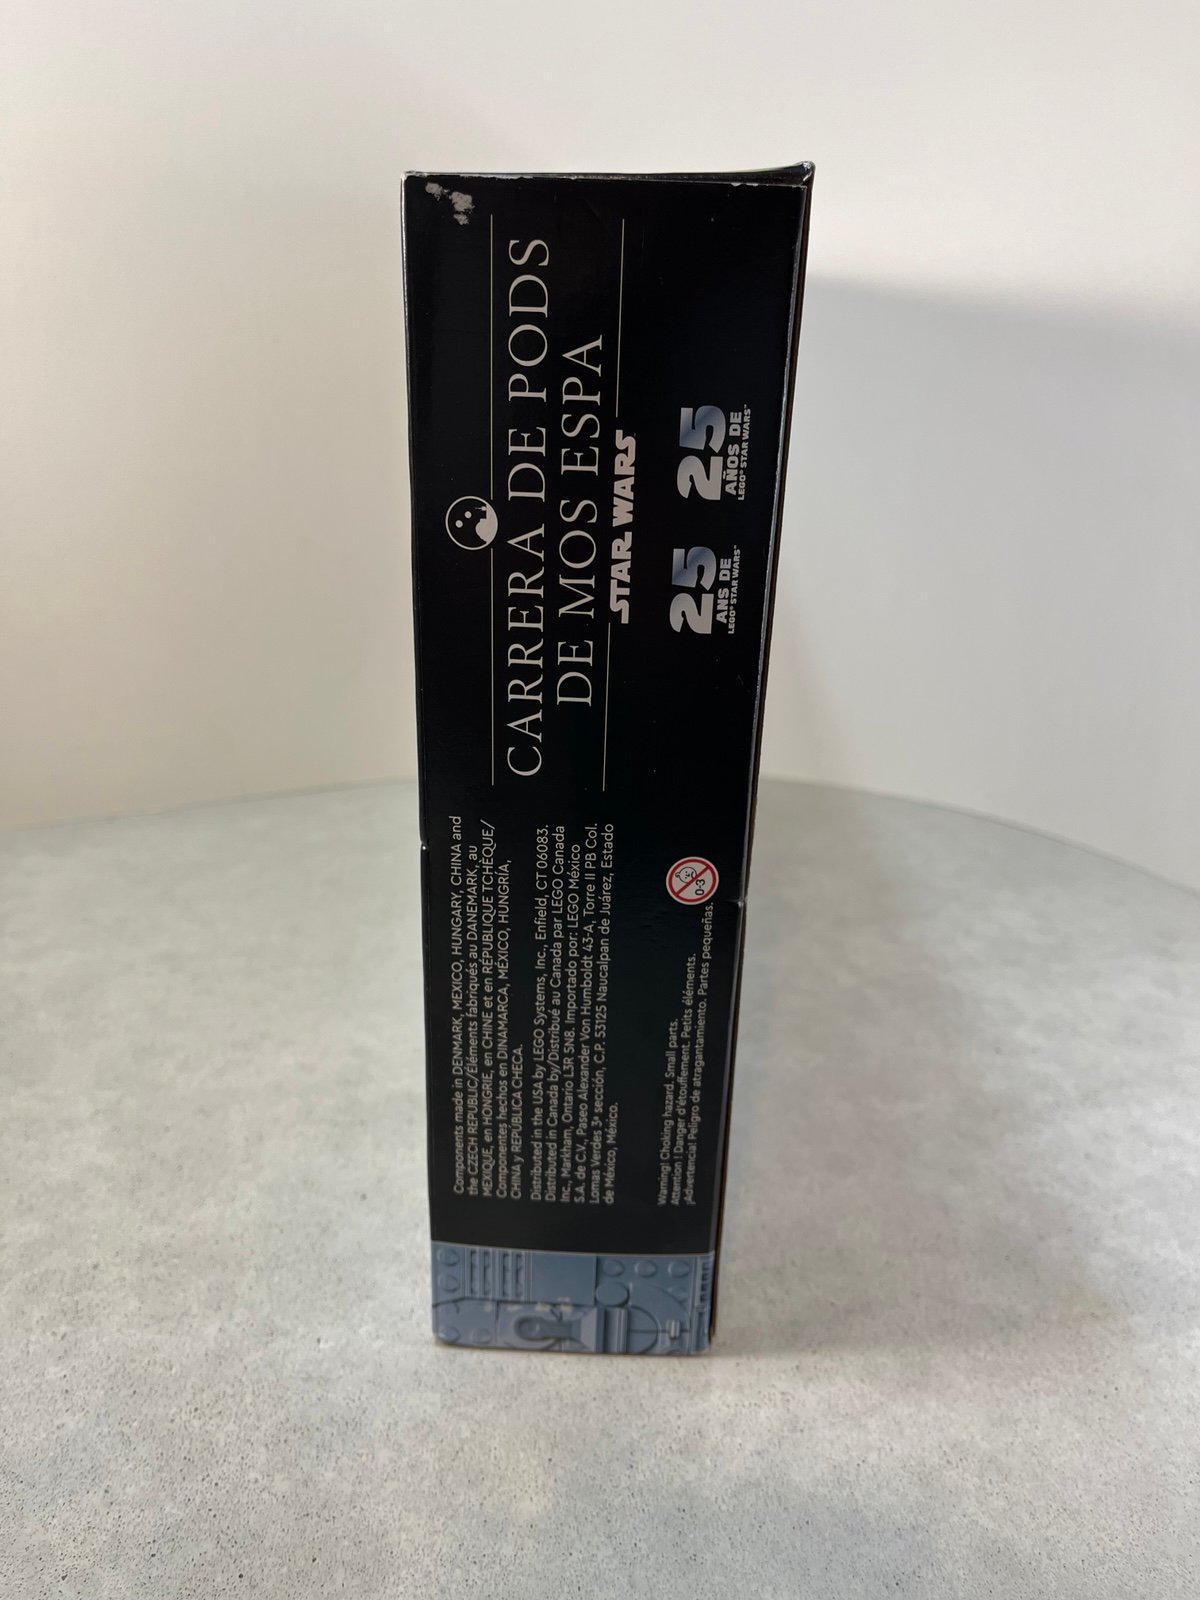 CARRERA DE PODS
DE MOS ESPA
STAR WARS
25
ANS DE
LEGO® STAR WARS™
25
AÑOS DE
LEGO® STAR WARS™
Components made in DENMARK, MEXICO, HUNGARY, CHINA and
the CZECH REPUBLIC/Éléments fabriqués au DANEMARK, au
MEXIQUE, en HONGRIE, en CHINE et en RÉPUBLIQUE TCHÈQUE/
Componentes hechos en DINAMARCA, MÉXICO, HUNGRÍA,
CHINA y REPÚBLICA CHECA.
Distributed in the USA by LEGO Systems, Inc., Enfield, CT 06083.
Distributed in Canada by/Distribué au Canada par LEGO Canada
Inc., Markham, Ontario L3R 5N8. Importado por: LEGO México
S.A. de C.V., Paseo Alexander Von Humboldt 43-A, Torre II PB Col.
Lomas Verdes 3ª sección, C.P. 53125 Naucalpan de Juárez, Estado
de México, México.
Warning! Choking hazard. Small parts.
Attention ! Danger d'étouffement. Petits éléments.
¡Advertencia! Peligro de atragantamiento. Partes pequeñas.
0-3